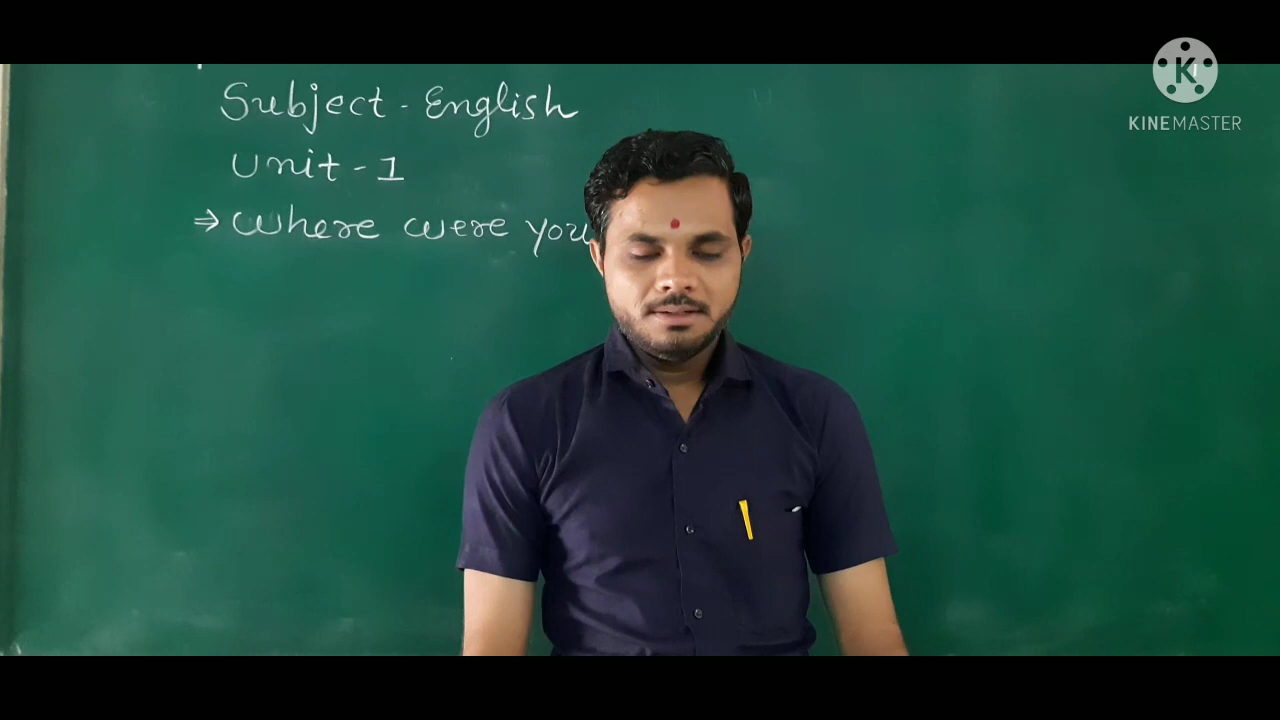 Subject - English
Unit - 1
⇒ Where were you
K
KINEMASTER